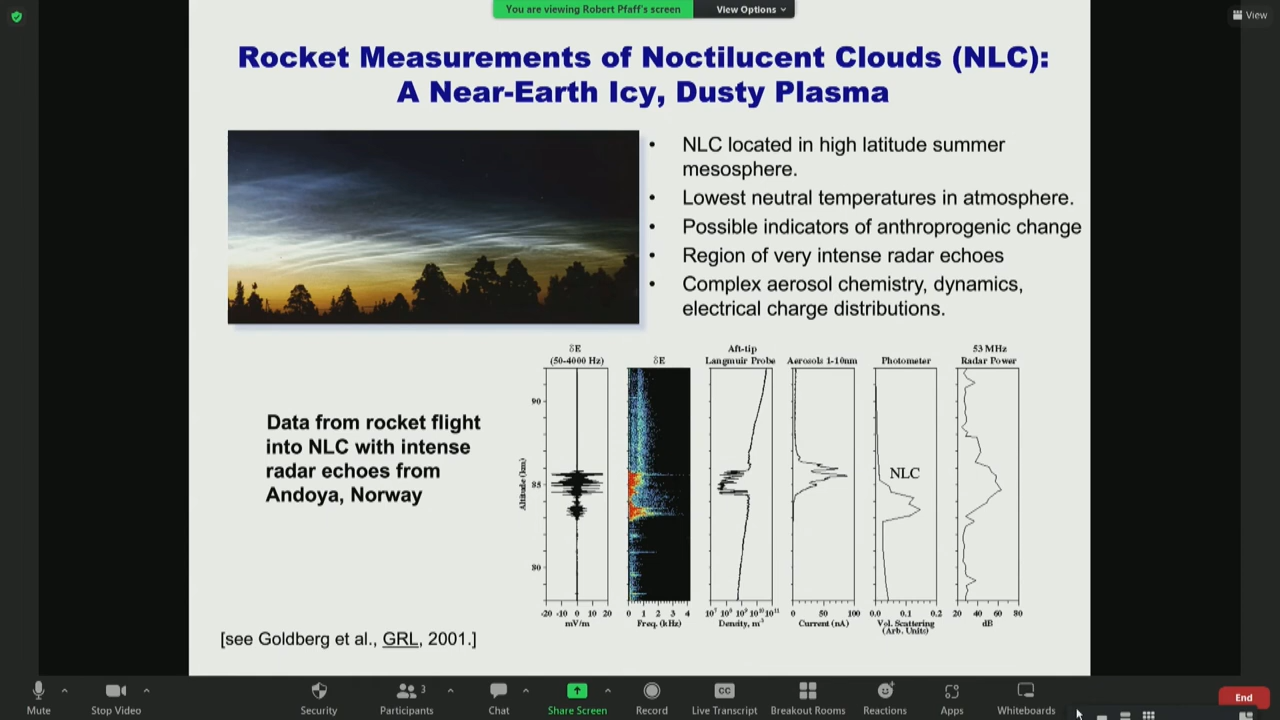 You are viewing Robert Pfaff's screen
View Options
View
Rocket Measurements of Noctilucent Clouds (NLC):
A Near-Earth Icy, Dusty Plasma
• NLC located in high latitude summer
mesosphere.
• Lowest neutral temperatures in atmosphere.
• Possible indicators of anthroprogenic change
• Region of very intense radar echoes
• Complex aerosol chemistry, dynamics,
electrical charge distributions.
Data from rocket flight
into NLC with intense
radar echoes from
Andoya, Norway
[see Goldberg et al., GRL, 2001.]
δE
(50-4000 Hz)
δE
Aft-tip
Langmuir Probe
Aerosols 1-10nm
Photometer
53 MHz
Radar Power
Altitude (km)
90
85
80
NLC
-20 -10 0 10 20
mV/m
0 1 2 3 4
Freq. (kHz)
Density, m⁻³
0 50 100
Current (nA)
0.0 0.1 0.2
Vol. Scattering
(Arb. Units)
20 40 60 80
dB
Mute
Stop Video
Security
Participants
3
Chat
Share Screen
Record
CC
Live Transcript
Breakout Rooms
Reactions
Apps
Whiteboards
End